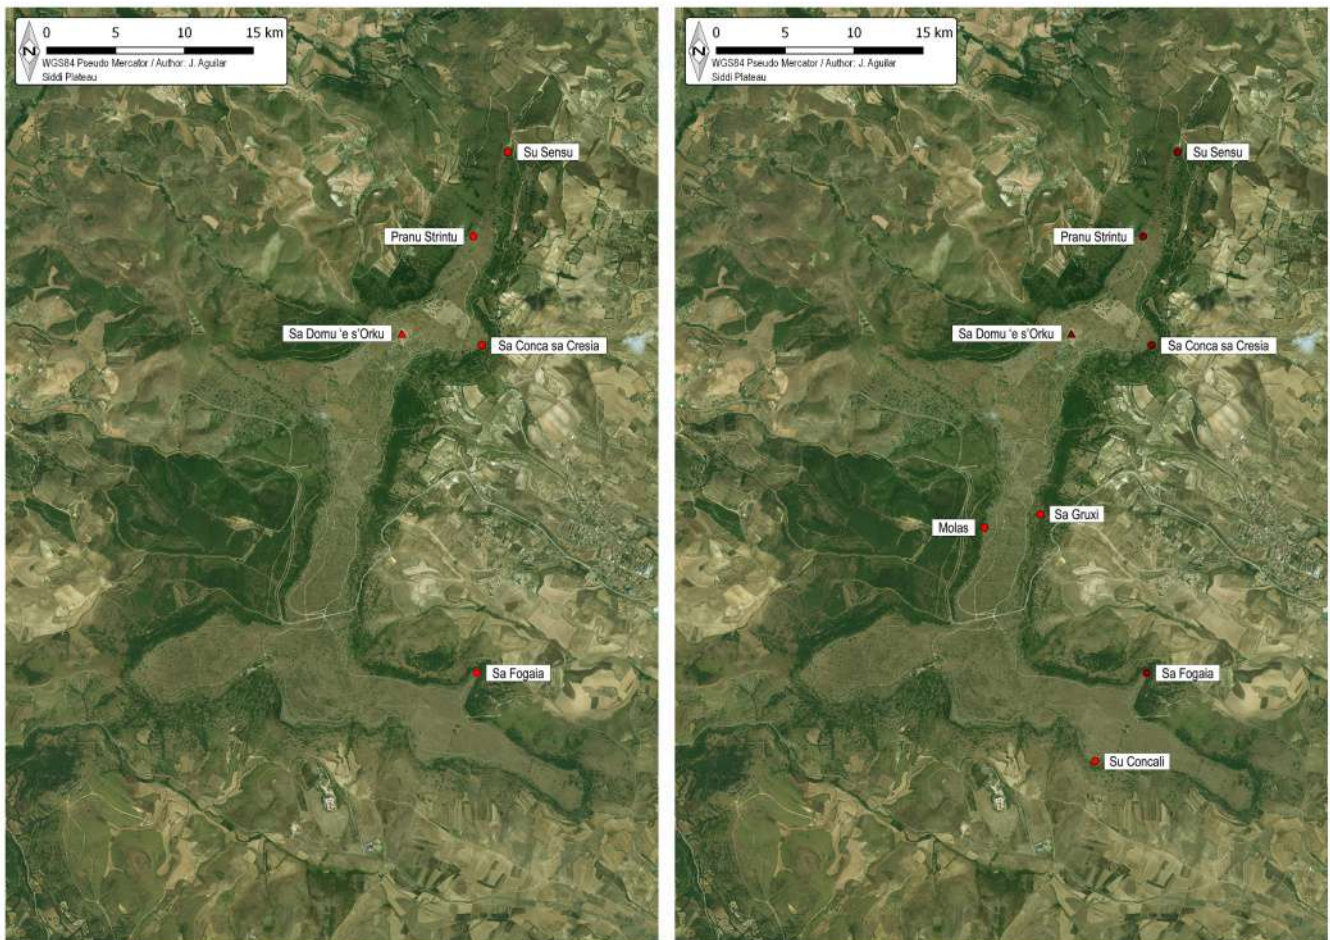 0 5 10 15 km
N
WGS84 Pseudo Mercator / Author: J. Aguilar
Siddi Plateau
Su Sensu
Pranu Strintu
Sa Domu 'e s'Orku
Sa Conca sa Cresia
Sa Fogaia
0 5 10 15 km
N
WGS84 Pseudo Mercator / Author: J. Aguilar
Siddi Plateau
Su Sensu
Pranu Strintu
Sa Domu 'e s'Orku
Sa Conca sa Cresia
Sa Gruxi
Molas
Sa Fogaia
Su Concali